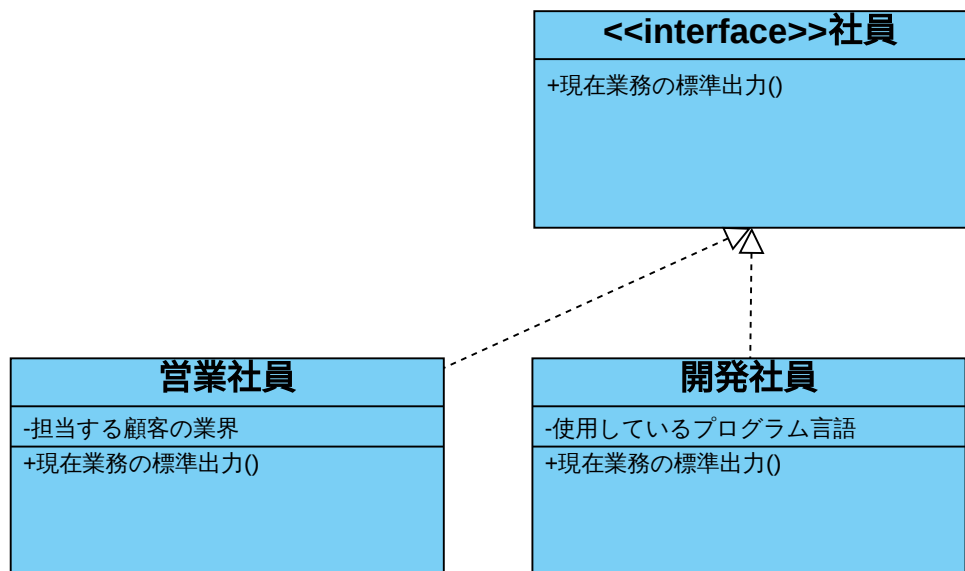 <<interface>>社員
+現在業務の標準出力()
営業社員
-担当する顧客の業界
+現在業務の標準出力()
開発社員
-使用しているプログラム言語
+現在業務の標準出力()